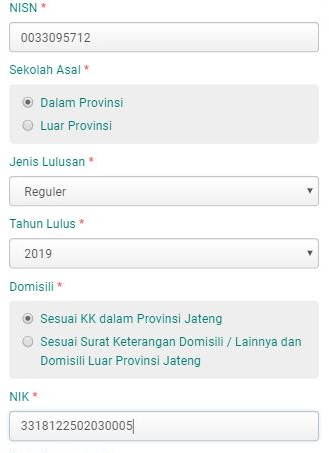 NISN *
0033095712
Sekolah Asal *
Dalam Provinsi
Luar Provinsi
Jenis Lulusan *
Reguler
Tahun Lulus *
2019
Domisili *
Sesuai KK dalam Provinsi Jateng
Sesuai Surat Keterangan Domisili / Lainnya dan
Domisili Luar Provinsi Jateng
NIK *
3318122502030005